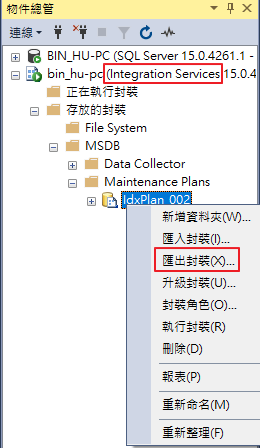 物件總管
連線
BIN_HU-PC (SQL Server 15.0.4261.1 -
bin_hu-pc (Integration Services 15.0.4
正在執行封裝
存放的封裝
File System
MSDB
Data Collector
Maintenance Plans
IdxPlan_002
新增資料夾(W)...
匯入封裝(I)...
匯出封裝(X)...
升級封裝(U)...
封裝角色(O)...
執行封裝(R)
刪除(D)
報表(P)
重新命名(M)
重新整理(F)